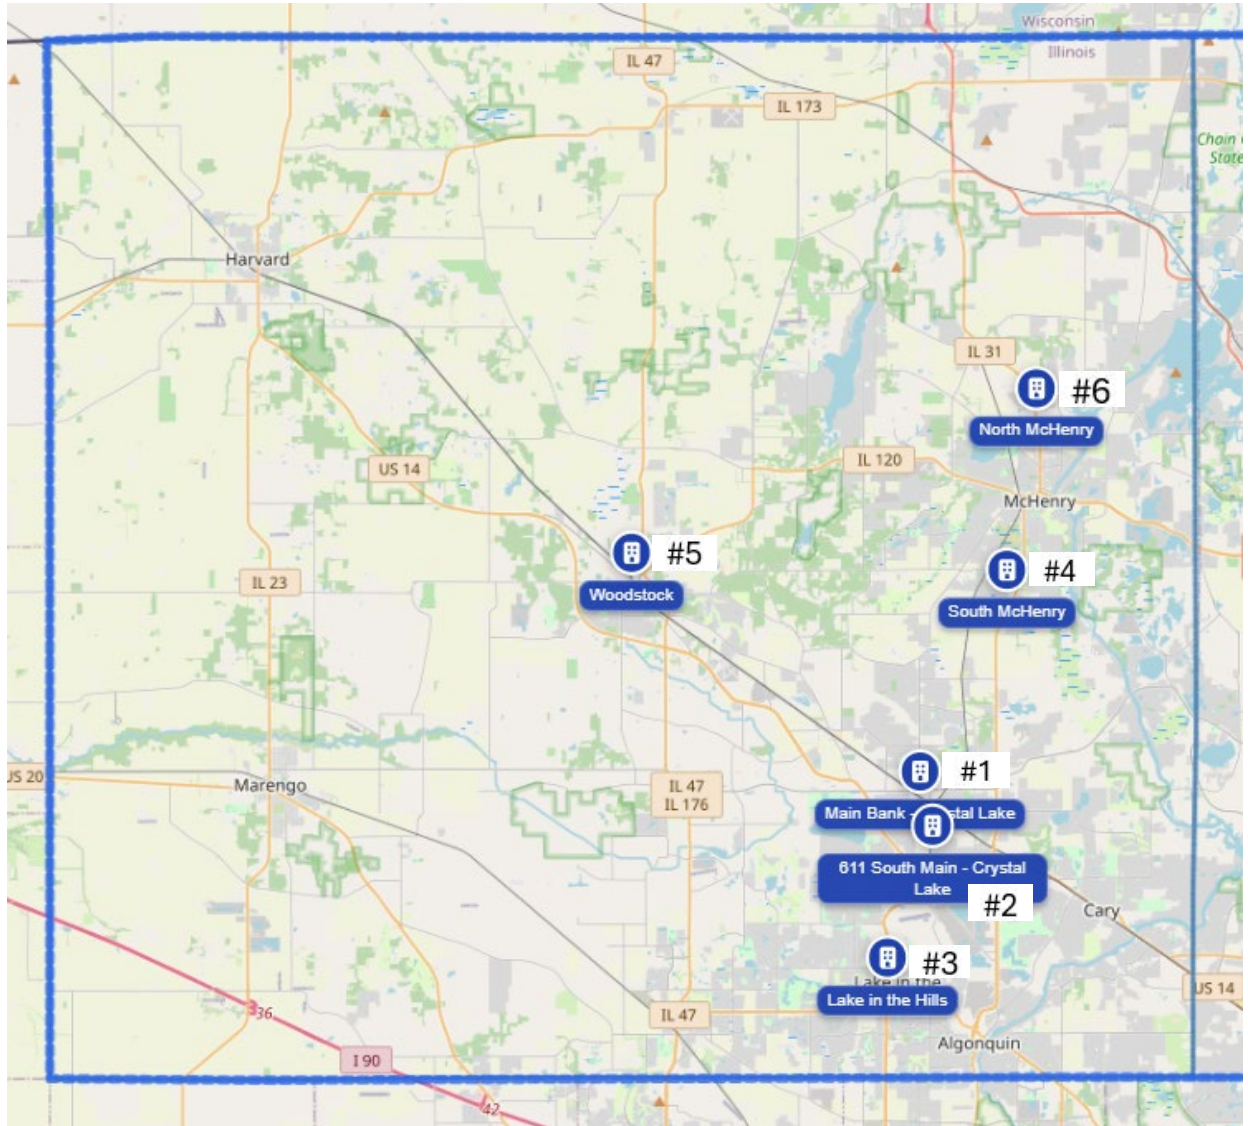 Wisconsin
Illinois
IL 47
IL 173
Chain
State
Harvard
IL 31
#6
North McHenry
US 14
IL 120
McHenry
#5
Woodstock
IL 23
#4
South McHenry
US 20
Marengo
IL 47
IL 176
#1
Main Bank - stal Lake
611 South Main - Crystal
Lake
#2
Cary
#3
Lake in the
Lake in the Hills
US 14
36
IL 47
Algonquin
I 90
42